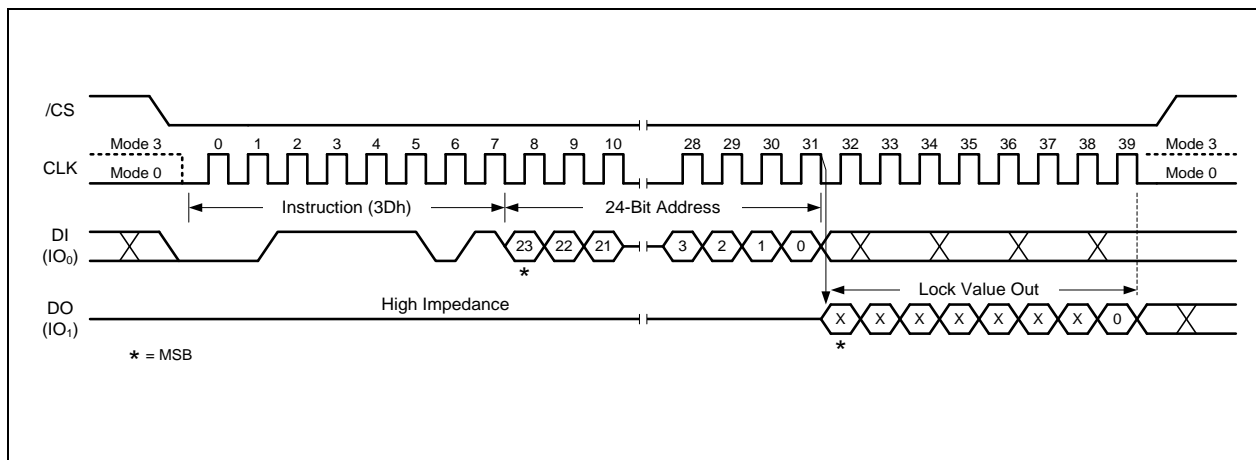 /CS
Mode 3 0 1 2 3 4 5 6 7 8 9 10 28 29 30 31 32 33 34 35 36 37 38 39 Mode 3
CLK
Mode 0 Mode 0
Instruction (3Dh) 24-Bit Address
DI
(IO₀)
23 22 21 3 2 1 0
*
Lock Value Out
High Impedance
DO
(IO₁)
X X X X X X X 0
*
* = MSB